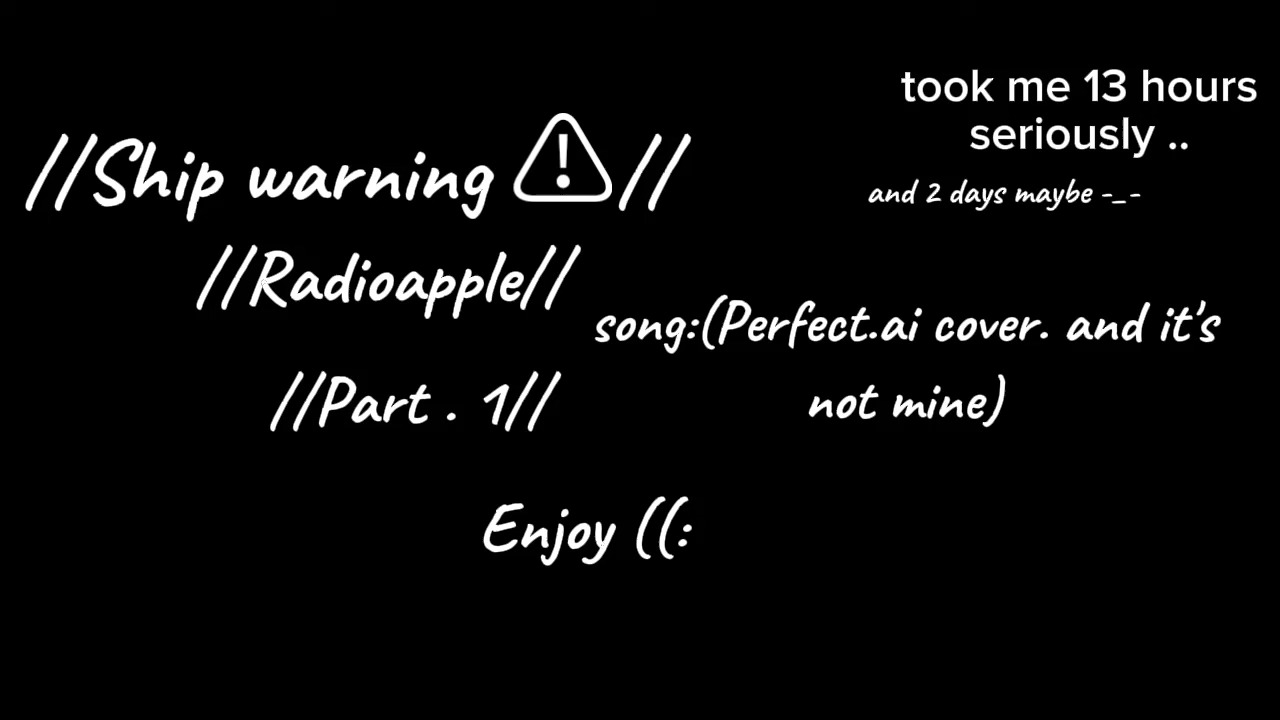 //Ship warning ⚠//
//Radioapple//
//Part . 1//
took me 13 hours
seriously ..
and 2 days maybe -_-
song:(Perfect.ai cover. and it's
not mine)
Enjoy ((: